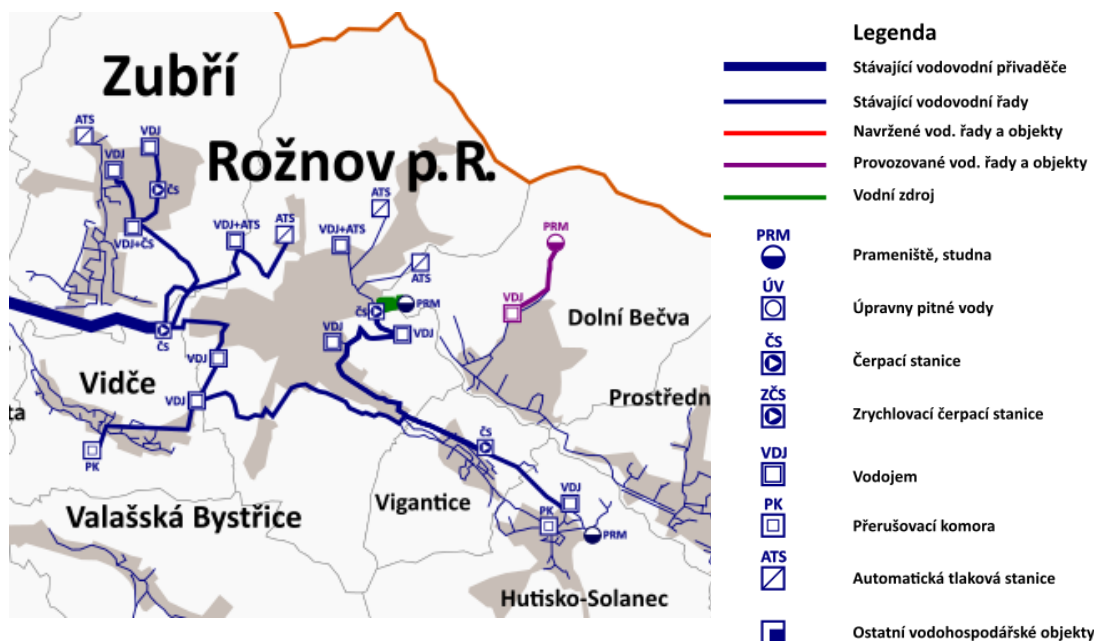 Zubří
ATS
VDJ
VDJ
ČS
VDJ+ČS
Rožnov p. R.
ATS
VDJ+ATS
ATS
VDJ+ATS
ATS
PRM
VDJ
Dolní Bečva
PRM
ČS
VDJ
VDJ
ČS
VDJ
Vidče
VDJ
ta
PK
Prostředn
ČS
Vigantice
VDJ
PK
PRM
Valašská Bystřice
Hutisko-Solanec
Legenda
Stávající vodovodní přivaděče
Stávající vodovodní řady
Navržené vod. řady a objekty
Provozované vod. řady a objekty
Vodní zdroj
PRM
Prameniště, studna
ÚV
Úpravny pitné vody
ČS
Čerpací stanice
ZČS
Zrychlovací čerpací stanice
VDJ
Vodojem
PK
Přerušovací komora
ATS
Automatická tlaková stanice
Ostatní vodohospodářské objekty